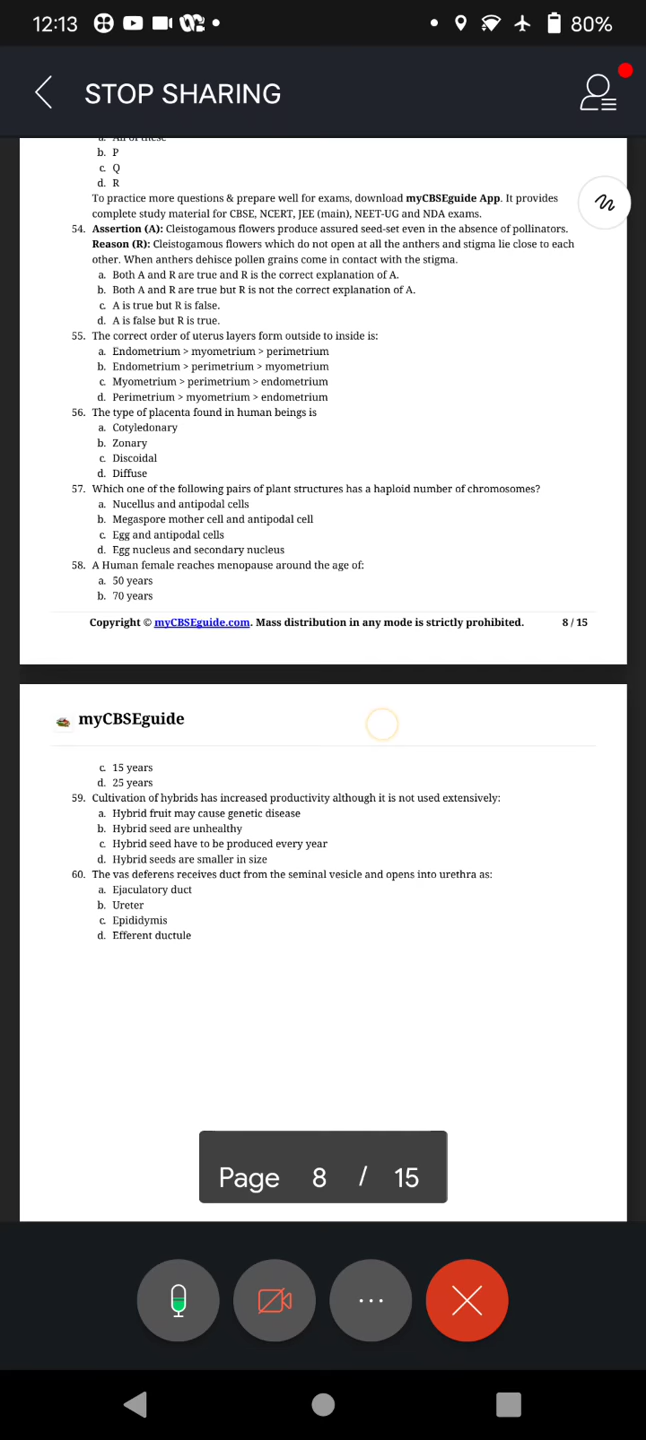 12:13
80%
STOP SHARING
a. All of these
b. P
c. Q
d. R
To practice more questions & prepare well for exams, download myCBSEguide App. It provides
complete study material for CBSE, NCERT, JEE (main), NEET-UG and NDA exams.
54. Assertion (A): Cleistogamous flowers produce assured seed-set even in the absence of pollinators.
Reason (R): Cleistogamous flowers which do not open at all the anthers and stigma lie close to each
other. When anthers dehisce pollen grains come in contact with the stigma.
a. Both A and R are true and R is the correct explanation of A.
b. Both A and R are true but R is not the correct explanation of A.
c. A is true but R is false.
d. A is false but R is true.
55. The correct order of uterus layers form outside to inside is:
a. Endometrium > myometrium > perimetrium
b. Endometrium > perimetrium > myometrium
c. Myometrium > perimetrium > endometrium
d. Perimetrium > myometrium > endometrium
56. The type of placenta found in human beings is
a. Cotyledonary
b. Zonary
c. Discoidal
d. Diffuse
57. Which one of the following pairs of plant structures has a haploid number of chromosomes?
a. Nucellus and antipodal cells
b. Megaspore mother cell and antipodal cell
c. Egg and antipodal cells
d. Egg nucleus and secondary nucleus
58. A Human female reaches menopause around the age of:
a. 50 years
b. 70 years
Copyright © myCBSEguide.com. Mass distribution in any mode is strictly prohibited. 8 / 15
myCBSEguide
c. 15 years
d. 25 years
59. Cultivation of hybrids has increased productivity although it is not used extensively:
a. Hybrid fruit may cause genetic disease
b. Hybrid seed are unhealthy
c. Hybrid seed have to be produced every year
d. Hybrid seeds are smaller in size
60. The vas deferens receives duct from the seminal vesicle and opens into urethra as:
a. Ejaculatory duct
b. Ureter
c. Epididymis
d. Efferent ductule
Page 8 / 15